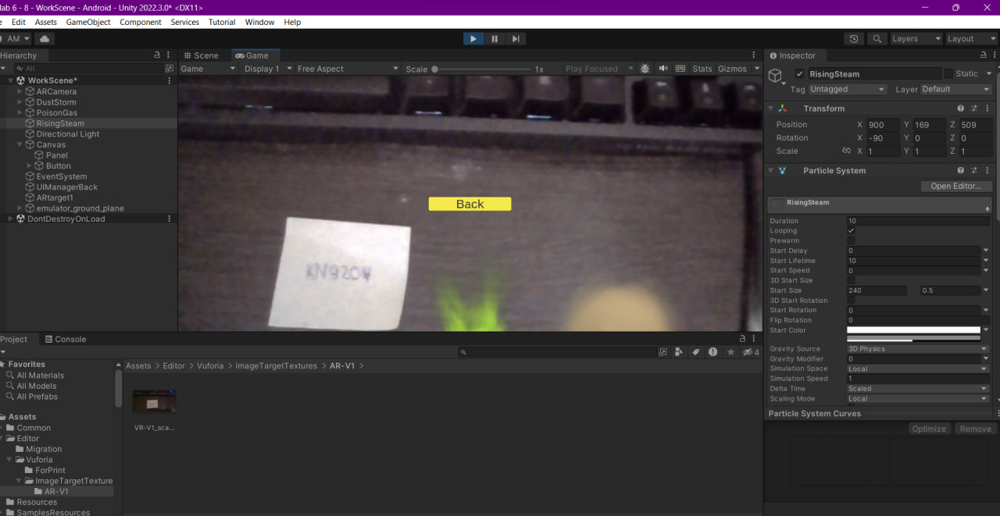 lab 6 - 8 - WorkScene - Android - Unity 2022.3.0* <DX11>
Edit Assets GameObject Component Services Tutorial Window Help
AM
Layers
Layout
Hierarchy
All
WorkScene*
ARCamera
DustStorm
PoisonGas
RisingSteam
Directional Light
Canvas
Panel
Button
EventSystem
UIManagerBack
ARtarget1
emulator_ground_plane
DontDestroyOnLoad
Scene
Game
Game Display 1 Free Aspect Scale 1x Play Focused Stats Gizmos
Back
KN920V
Inspector
RisingSteam Static
Tag Untagged Layer Default
Transform
Position X 900 Y 169 Z 509
Rotation X -90 Y 0 Z 0
Scale X 1 Y 1 Z 1
Particle System
Open Editor...
RisingSteam
+
Duration 10
Looping
Prewarm
Start Delay 0
Start Lifetime 10
Start Speed 0
3D Start Size
Start Size 240 0.5
3D Start Rotation
Start Rotation 0
Flip Rotation 0
Start Color
Gravity Source 3D Physics
Gravity Modifier 0
Simulation Space Local
Simulation Speed 1
Delta Time Scaled
Scaling Mode Local
Particle System Curves
Optimize Remove
Project
Console
4
Favorites
All Materials
All Models
All Prefabs
Assets
Common
Editor
Migration
Vuforia
ForPrint
ImageTargetTexture
AR-V1
Resources
SamplesResources
Assets > Editor > Vuforia > ImageTargetTextures > AR-V1 >
VR-V1_sca...